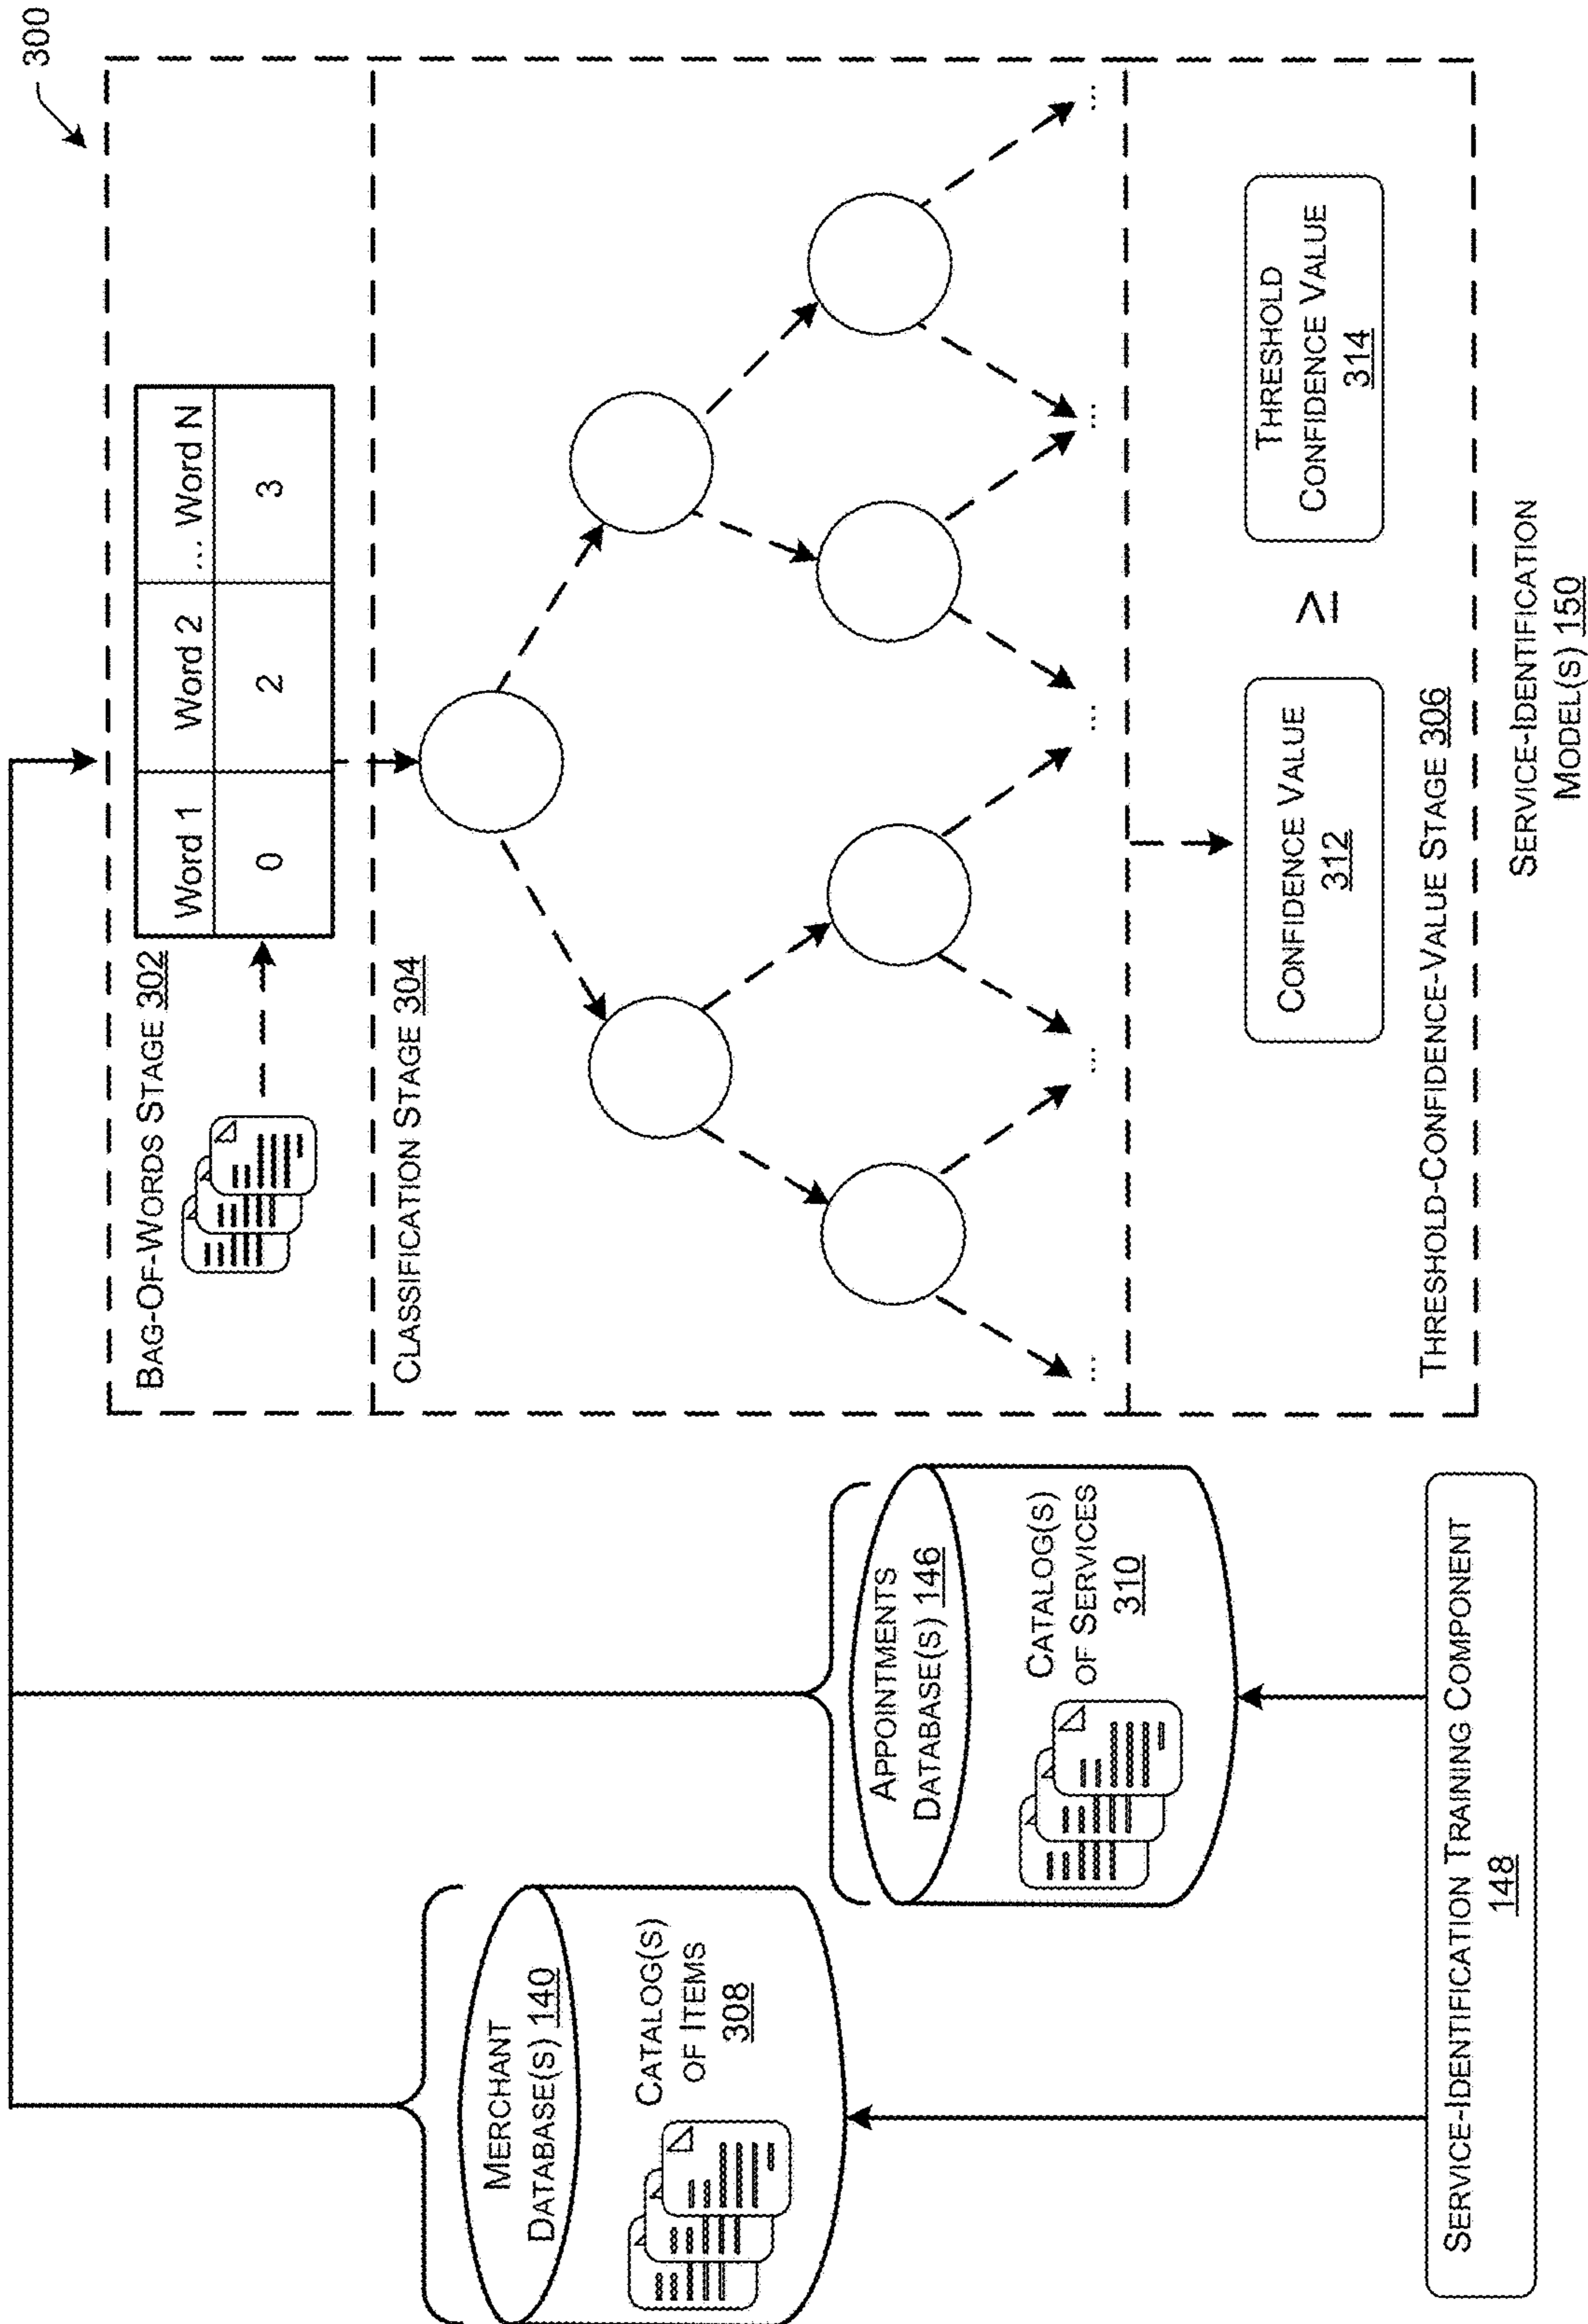 300
MERCHANT
DATABASE(S) 140
CATALOG(S)
OF ITEMS
308
APPOINTMENTS
DATABASE(S) 146
CATALOG(S)
OF SERVICES
310
SERVICE-IDENTIFICATION TRAINING COMPONENT
148
BAG-OF-WORDS STAGE 302
Word 1 Word 2 ... Word N
0 2 3
CLASSIFICATION STAGE 304
... ... ... ... ...
CONFIDENCE VALUE
312
≥
THRESHOLD
CONFIDENCE VALUE
314
THRESHOLD-CONFIDENCE-VALUE STAGE 306
SERVICE-IDENTIFICATION
MODEL(S) 150